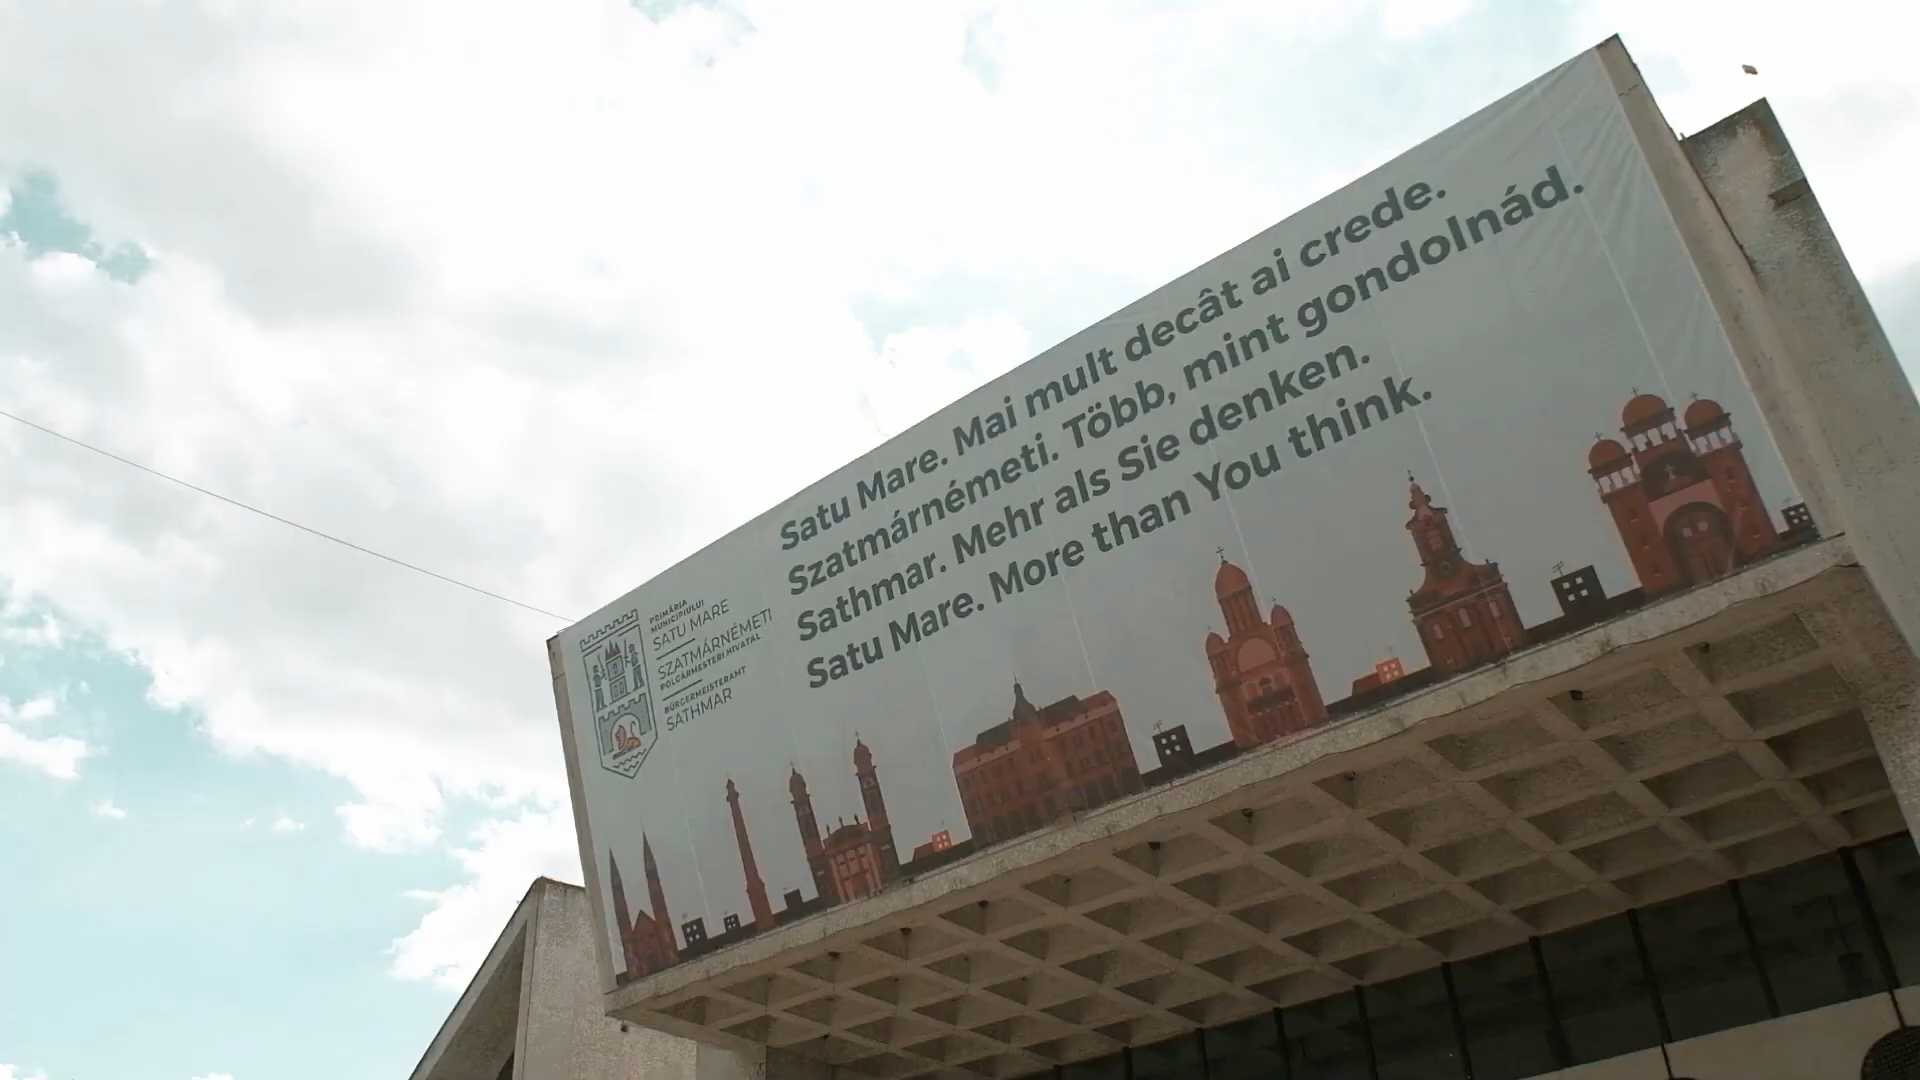 Satu Mare. Mai mult decât ai crede.
Szatmárnémeti. Több, mint gondolnád.
Sathmar. Mehr als Sie denken.
Satu Mare. More than You think.
PRIMĂRIA
MUNICIPIULUI
SATU MARE
SZATMÁRNÉMETI
POLGÁRMESTERI HIVATAL
BÜRGERMEISTERAMT
SATHMAR